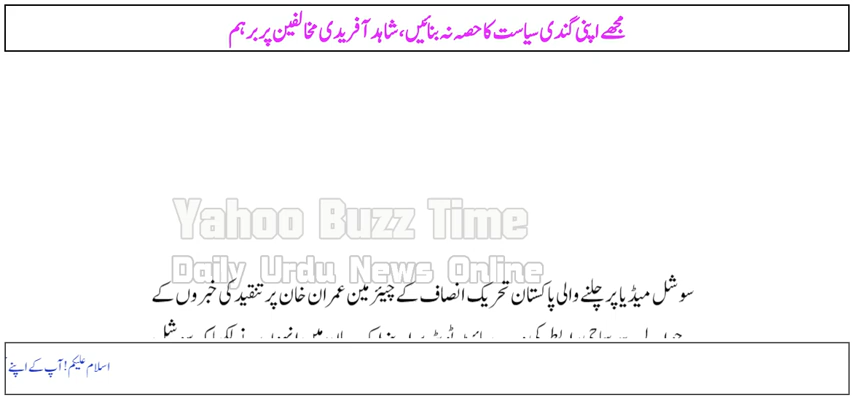 مجھے اپنی گندی سیاست کا حصہ نہ بنائیں، شاہد آفریدی مخالفین پر برہم
Yahoo Buzz Time
Daily Urdu News Online
سوشل میڈیا پر چلنے والی پاکستان تحریک انصاف کے چیئرمین عمران خان پر تنقید کی خبروں کے
اسلام علیکم! آپ کے اپنے